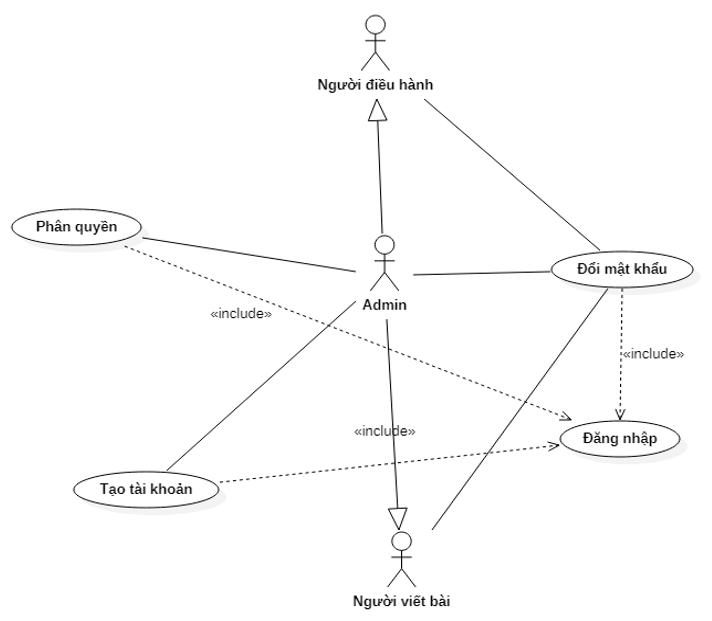 Người điều hành
Phân quyền
Đổi mật khẩu
Admin
«include»
«include»
«include»
Đăng nhập
Tạo tài khoản
Người viết bài